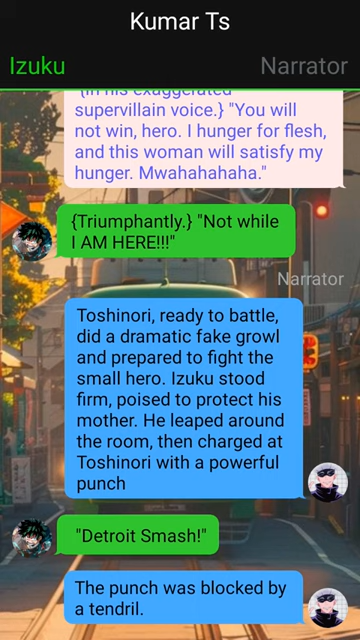 Kumar Ts
Izuku
Narrator
{In his exaggerated
supervillain voice.} "You will
not win, hero. I hunger for flesh,
and this woman will satisfy my
hunger. Mwahahahaha."
{Triumphantly.} "Not while
I AM HERE!!!"
Narrator
Toshinori, ready to battle,
did a dramatic fake growl
and prepared to fight the
small hero. Izuku stood
firm, poised to protect his
mother. He leaped around
the room, then charged at
Toshinori with a powerful
punch
"Detroit Smash!"
The punch was blocked by
a tendril.